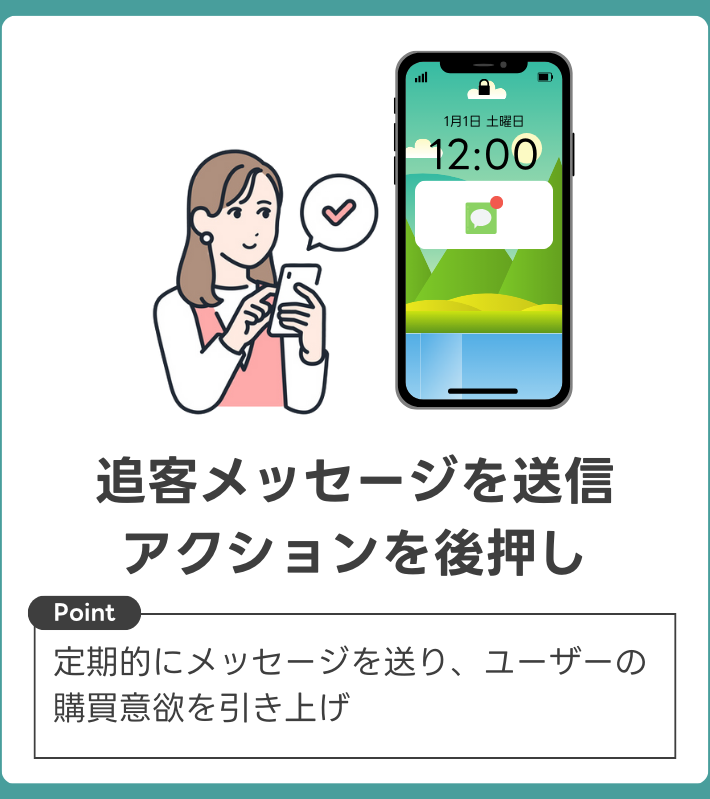 1月1日 土曜日
12:00
追客メッセージを送信
アクションを後押し
Point
定期的にメッセージを送り、ユーザーの
購買意欲を引き上げ